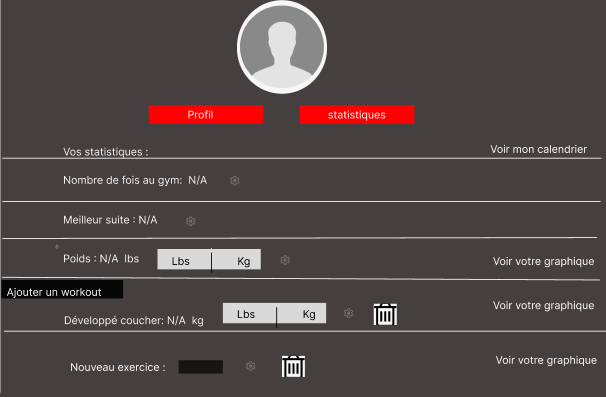 Profil
statistiques
Vos statistiques :
Voir mon calendrier
Nombre de fois au gym: N/A
Meilleur suite : N/A
Poids : N/A lbs
Lbs
Kg
Voir votre graphique
Ajouter un workout
Développé coucher: N/A kg
Lbs
Kg
Voir votre graphique
Nouveau exercice :
Voir votre graphique